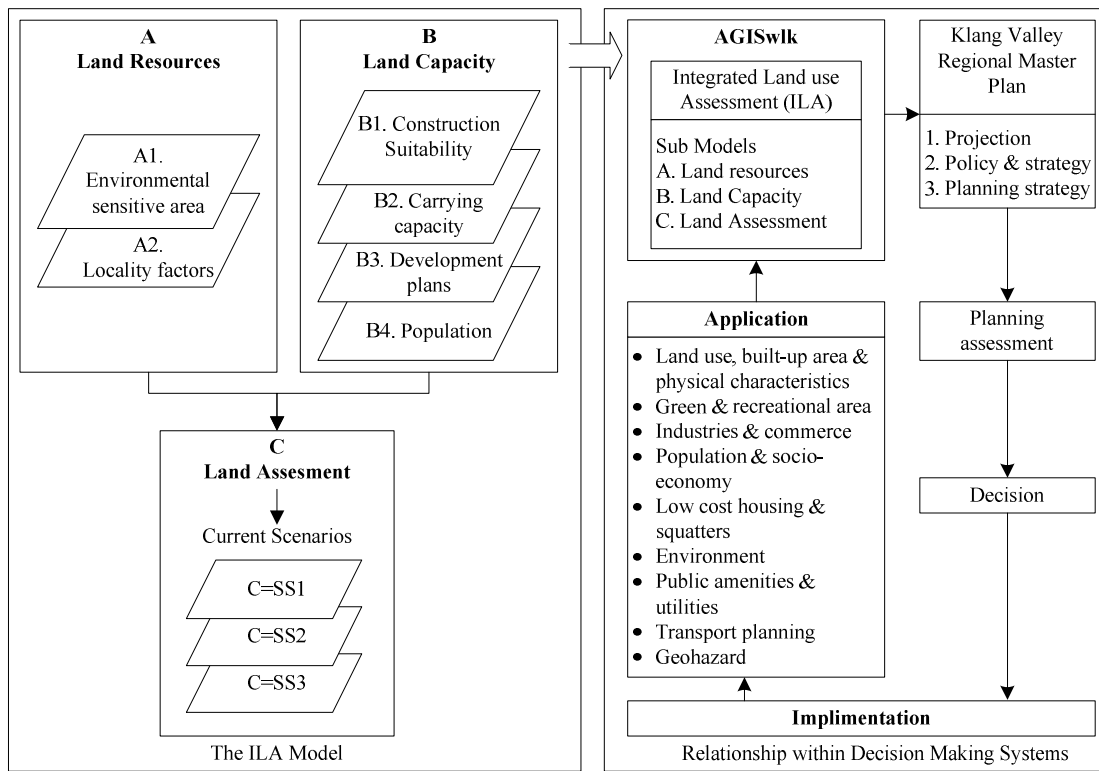 A
Land Resources
A1.
Environmental
sensitive area
A2.
Locality factors
B
Land Capacity
B1. Construction
Suitability
B2. Carrying
capacity
B3. Development
plans
B4. Population
C
Land Assesment
Current Scenarios
C=SS1
C=SS2
C=SS3
The ILA Model
AGISwlk
Integrated Land use
Assessment (ILA)
Sub Models
A. Land resources
B. Land Capacity
C. Land Assessment
Klang Valley
Regional Master
Plan
1. Projection
2. Policy & strategy
3. Planning strategy
Application
• Land use, built-up area &
physical characteristics
• Green & recreational area
• Industries & commerce
• Population & socio-
economy
• Low cost housing &
squatters
• Environment
• Public amenities &
utilities
• Transport planning
• Geohazard
Planning
assessment
Decision
Implimentation
Relationship within Decision Making Systems